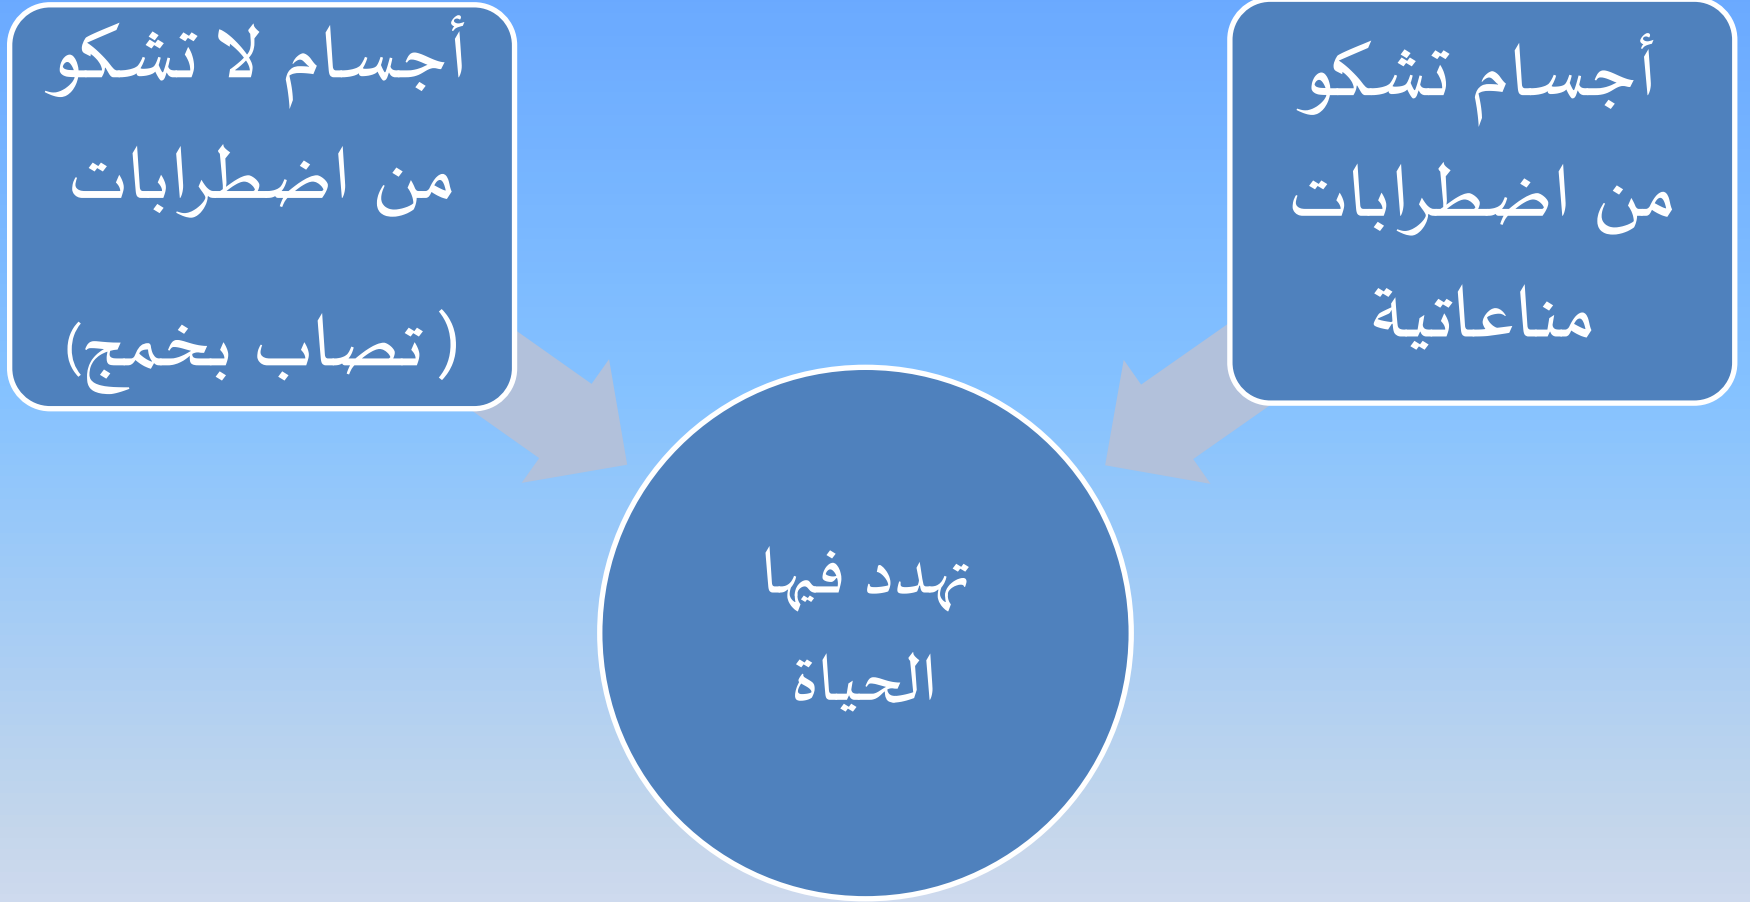 أجسام تشكو
من اضطرابات
مناعاتية
أجسام لا تشكو
من اضطرابات
(تصاب بخمج)
تهدد فيها
الحياة